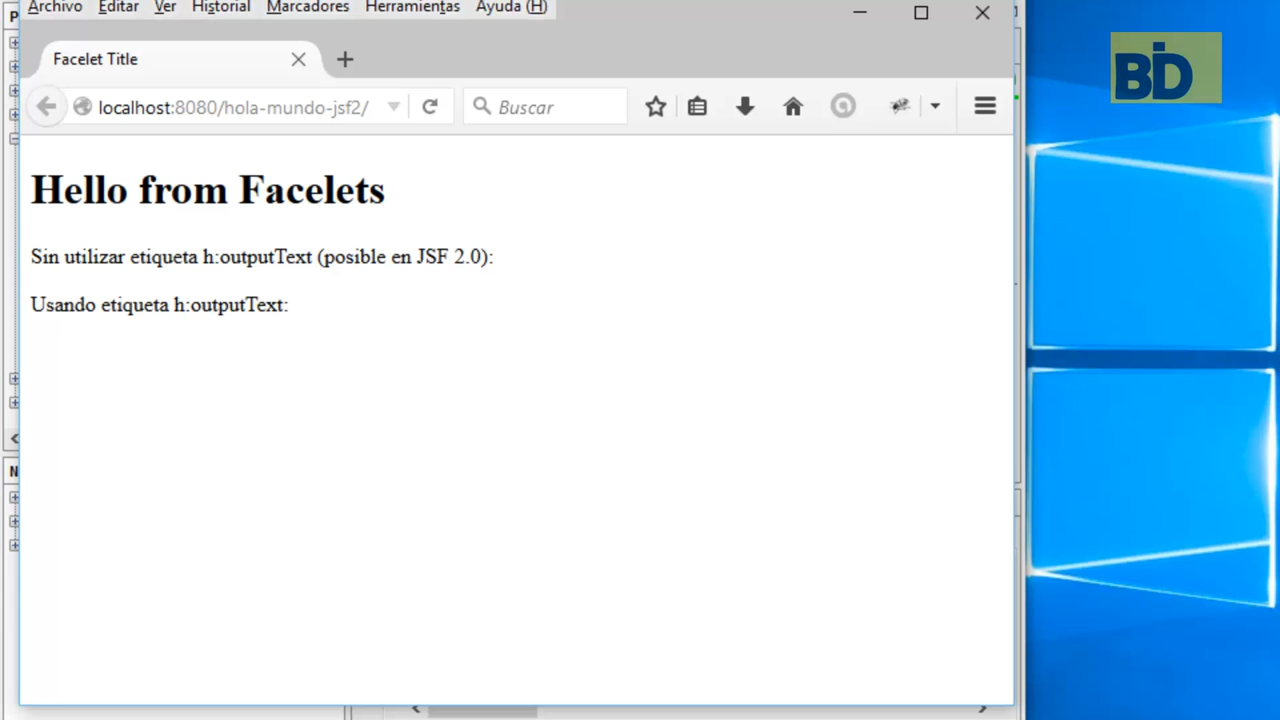 Archivo Editar Ver Historial Marcadores Herramientas Ayuda (H)
BID
Facelet Title
localhost:8080/hola-mundo-jsf2/
Buscar
Hello from Facelets
Sin utilizar etiqueta h:outputText (posible en JSF 2.0):
Usando etiqueta h:outputText:
P
N